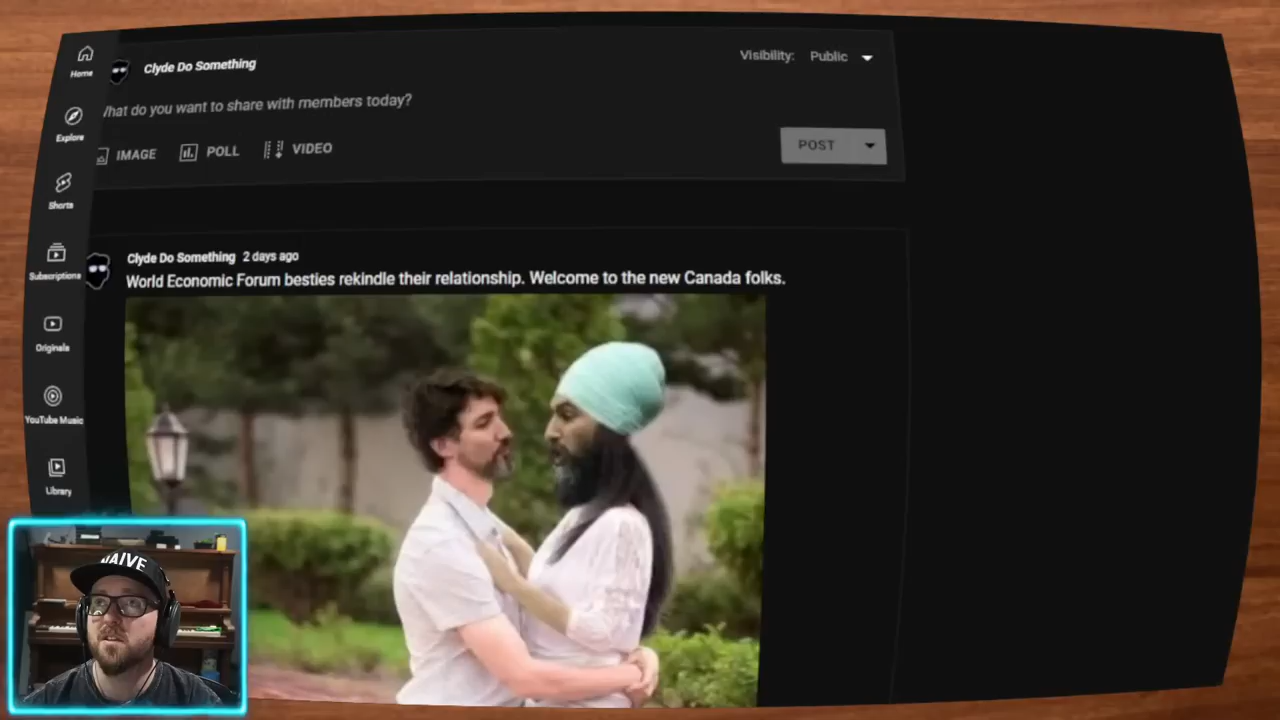 Home
Clyde Do Something
Visibility: Public
What do you want to share with members today?
Explore
IMAGE POLL VIDEO
POST
Shorts
Subscriptions
Clyde Do Something 2 days ago
World Economic Forum besties rekindle their relationship. Welcome to the new Canada folks.
Originals
YouTube Music
Library
NAIVE